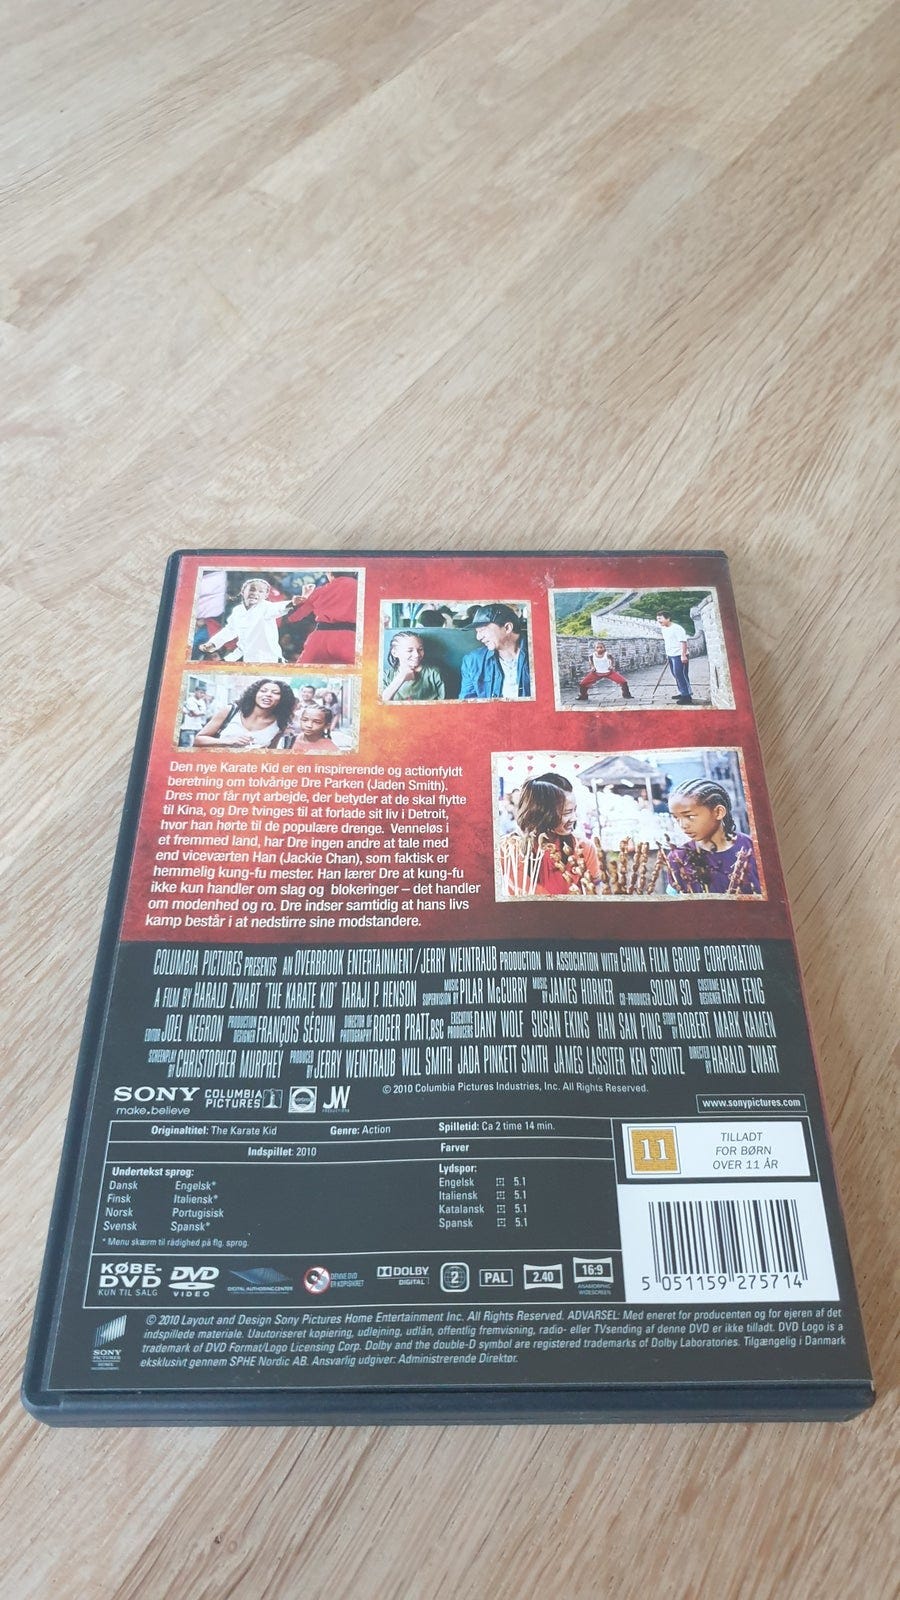 Den nye Karate Kid er en inspirerende og actionfyldt
beretning om tolvårige Dre Parken (Jaden Smith).
Dres mor får nyt arbejde, der betyder at de skal flytte
til Kina, og Dre tvinges til at forlade sit liv i Detroit,
hvor han hørte til de populære drenge. Venneløs i
et fremmed land, har Dre ingen andre at tale med
end viceværten Han (Jackie Chan), som faktisk er
hemmelig kung-fu mester. Han lærer Dre at kung-fu
ikke kun handler om slag og blokeringer – det handler
om modenhed og ro. Dre indser samtidig at hans livs
kamp består i at nedstirre sine modstandere.
COLUMBIA PICTURES PRESENTS AN OVERBROOK ENTERTAINMENT/JERRY WEINTRAUB PRODUCTION IN ASSOCIATION WITH CHINA FILM GROUP CORPORATION
A FILM BY HARALD ZWART 'THE KARATE KID' TARAJI P. HENSON MUSIC SUPERVISION BY PILAR McCURRY MUSIC BY JAMES HORNER CO-PRODUCER SOLON SO COSTUME DESIGNER HAN FENG
EDITOR JOEL NEGRON PRODUCTION DESIGNER FRANÇOIS SÉGUIN DIRECTOR OF PHOTOGRAPHY ROGER PRATT, BSC EXECUTIVE PRODUCERS DANY WOLF SUSAN EKINS HAN SAN PING STORY BY ROBERT MARK KAMEN
SCREENPLAY BY CHRISTOPHER MURPHEY PRODUCED BY JERRY WEINTRAUB WILL SMITH JADA PINKETT SMITH JAMES LASSITER KEN STOVITZ DIRECTED BY HARALD ZWART
SONY make.believe COLUMBIA PICTURES JW PRODUCTIONS © 2010 Columbia Pictures Industries, Inc. All Rights Reserved.
www.sonypictures.com
Originaltitel: The Karate Kid Genre: Action Spilletid: Ca 2 time 14 min.
Indspillet: 2010 Farver
Undertekst sprog: Lydspor:
Dansk Engelsk* Engelsk 5.1
Finsk Italiensk* Italiensk 5.1
Norsk Portugisisk Katalansk 5.1
Svensk Spansk* Spansk 5.1
* Menu skærm til rådighed på flg. sprog.
11 TILLADT
FOR BØRN
OVER 11 ÅR
5 051159 275714
KØBE-
DVD
KUN TIL SALG
DVD VIDEO
DIGITAL AUTHORING CENTER
DENNE DVD
ER KOPISIKRET
DOLBY DIGITAL
2
PAL
2.40
16:9
ANAMORPHIC WIDESCREEN
SONY PICTURES HOME ENTERTAINMENT
© 2010 Layout and Design Sony Pictures Home Entertainment Inc. All Rights Reserved. ADVARSEL: Med eneret for producenten og for ejeren af det
indspillede materiale. Uautoriseret kopiering, udlejning, udlån, offentlig fremvisning, radio- eller TVsending af denne DVD er ikke tilladt. DVD Logo is a
trademark of DVD Format/Logo Licensing Corp. Dolby and the double-D symbol are registered trademarks of Dolby Laboratories. Tilgængelig i Danmark
eksklusivt gennem SPHE Nordic AB. Ansvarlig udgiver: Administrerende Direktør.